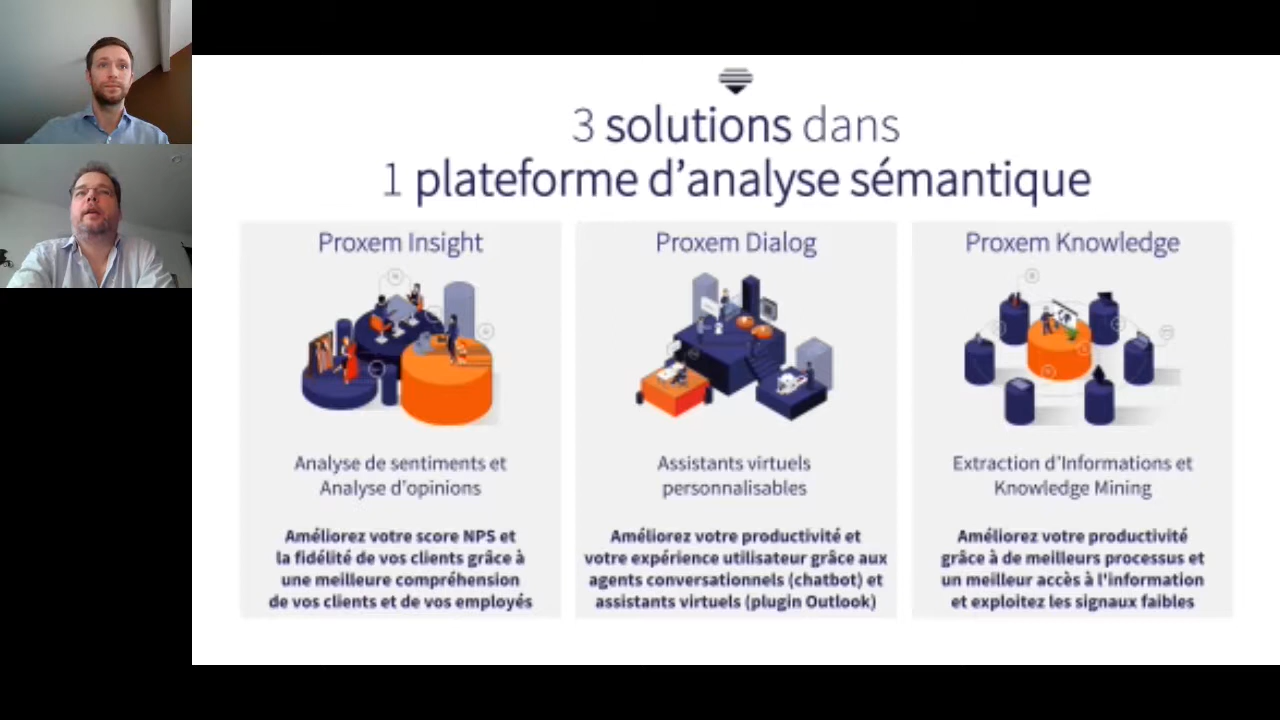 3 solutions dans
1 plateforme d'analyse sémantique
Proxem Insight
Analyse de sentiments et
Analyse d'opinions
Améliorez votre score NPS et
la fidélité de vos clients grâce à
une meilleure compréhension
de vos clients et de vos employés
Proxem Dialog
Assistants virtuels
personnalisables
Améliorez votre productivité et
votre expérience utilisateur grâce aux
agents conversationnels (chatbot) et
assistants virtuels (plugin Outlook)
Proxem Knowledge
Extraction d'Informations et
Knowledge Mining
Améliorez votre productivité
grâce à de meilleurs processus et
un meilleur accès à l'information
et exploitez les signaux faibles